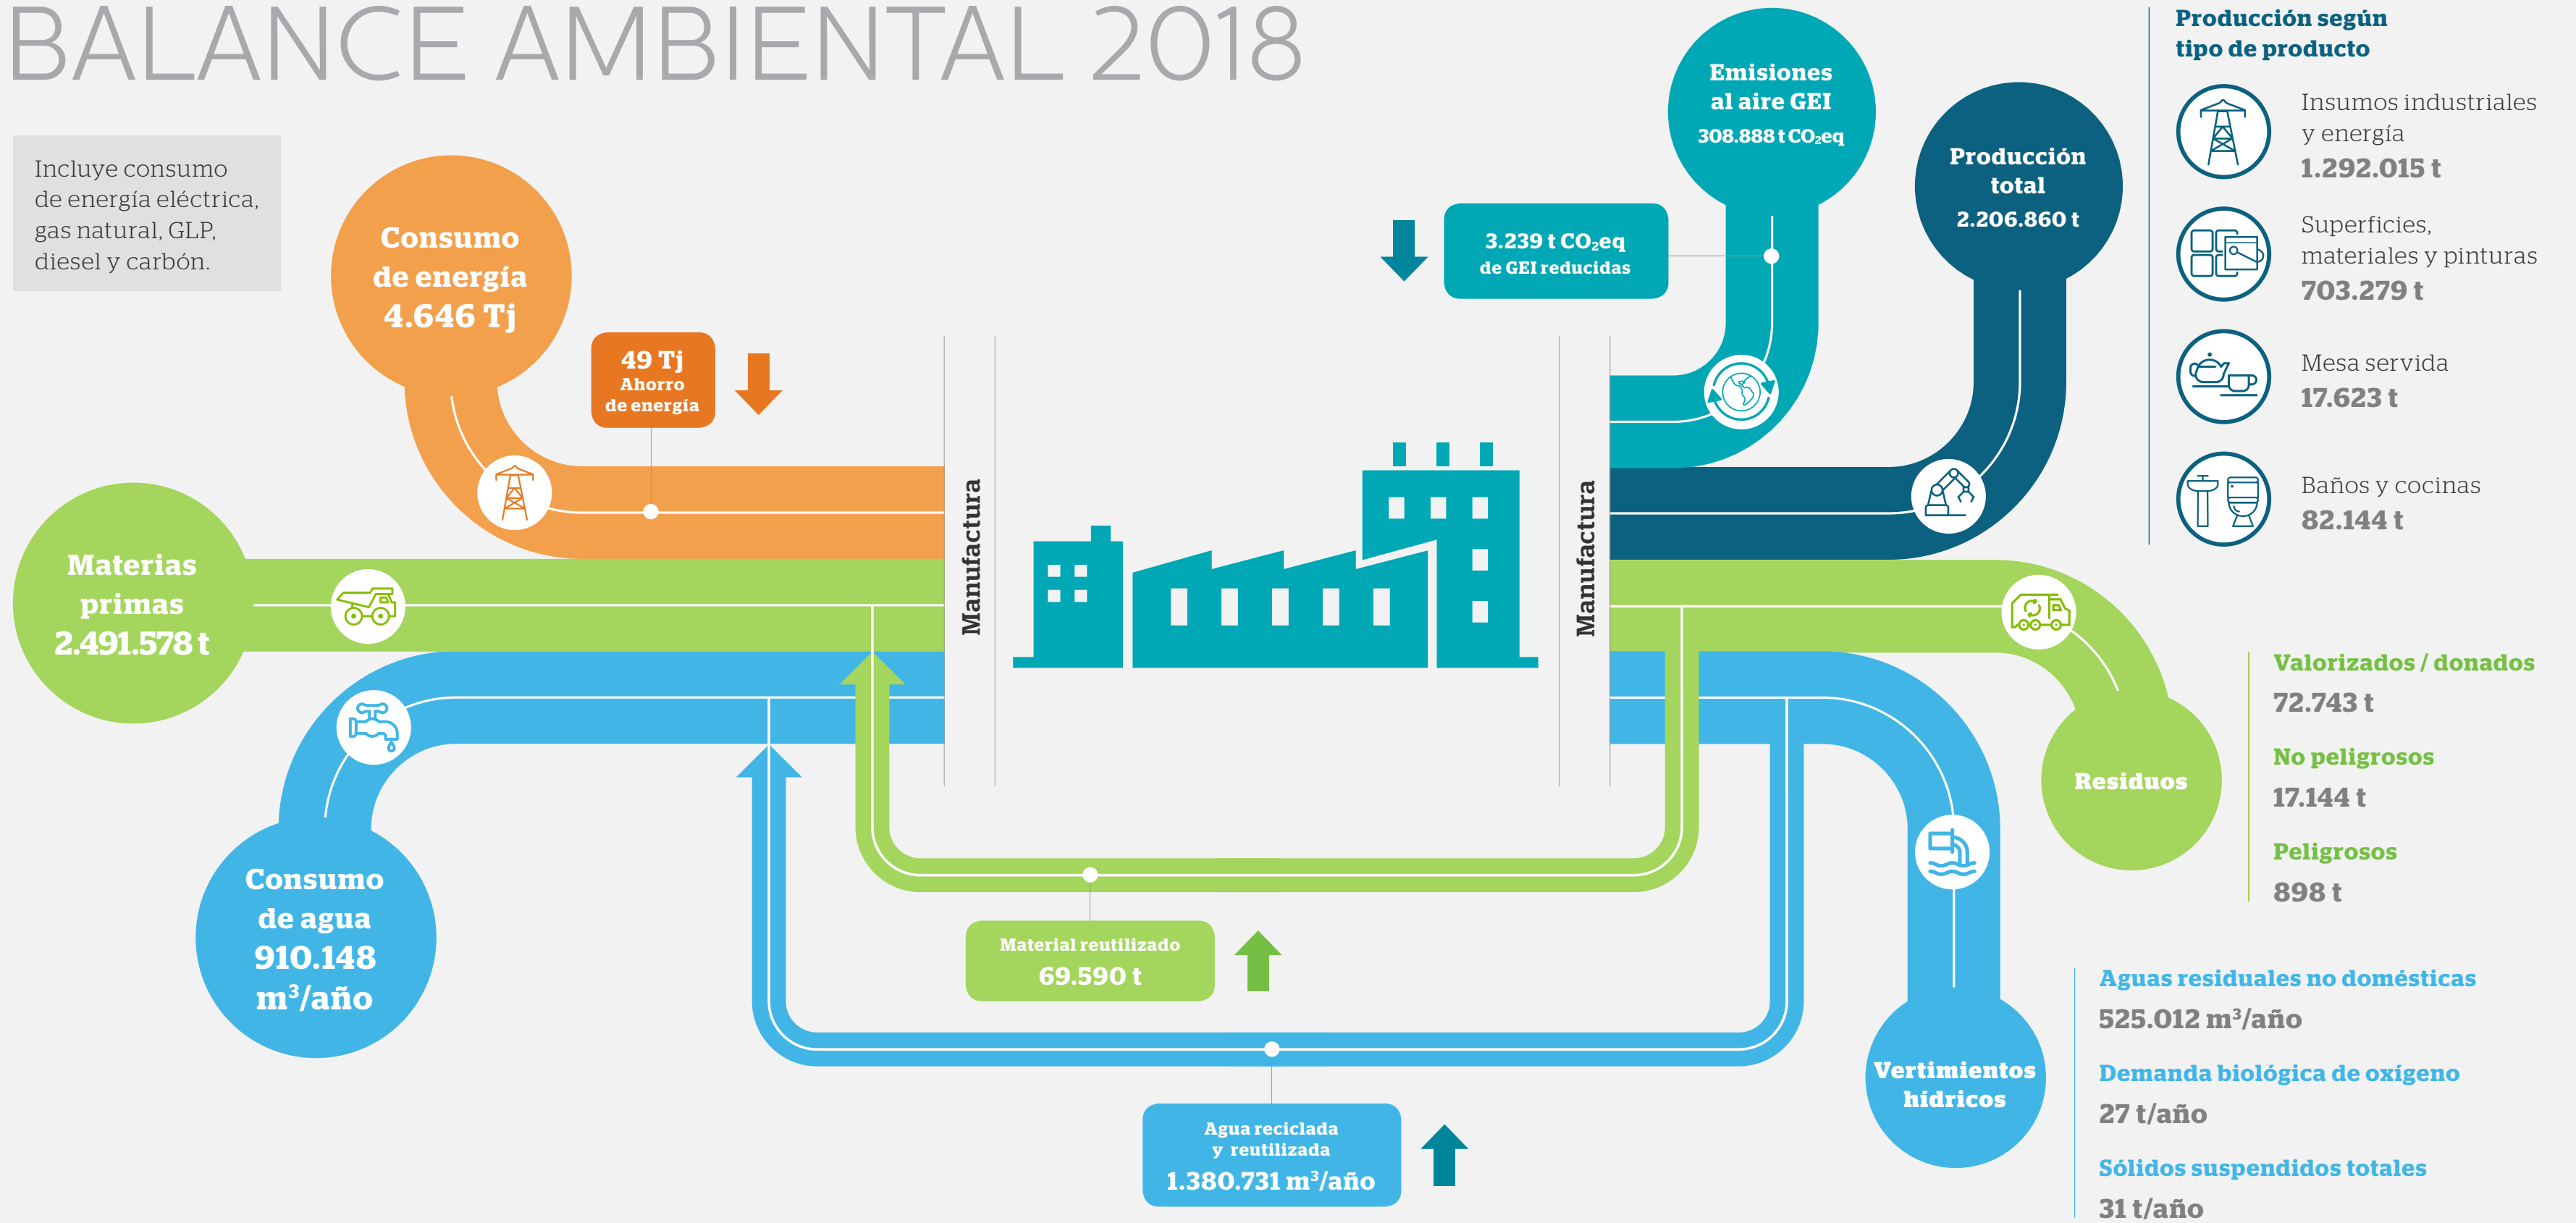 BALANCE AMBIENTAL 2018
Incluye consumo
de energía eléctrica,
gas natural, GLP,
diesel y carbón.
Consumo
de energía
4.646 Tj
49 Tj
Ahorro
de energía
Materias
primas
2.491.578 t
Consumo
de agua
910.148
m³/año
Manufactura
Manufactura
Material reutilizado
69.590 t
Agua reciclada
y reutilizada
1.380.731 m³/año
Emisiones
al aire GEI
308.888 t CO₂eq
3.239 t CO₂eq
de GEI reducidas
Producción
total
2.206.860 t
Producción según
tipo de producto
Insumos industriales
y energía
1.292.015 t
Superficies,
materiales y pinturas
703.279 t
Mesa servida
17.623 t
Baños y cocinas
82.144 t
Residuos
Valorizados / donados
72.743 t
No peligrosos
17.144 t
Peligrosos
898 t
Vertimientos
hídricos
Aguas residuales no domésticas
525.012 m³/año
Demanda biológica de oxígeno
27 t/año
Sólidos suspendidos totales
31 t/año